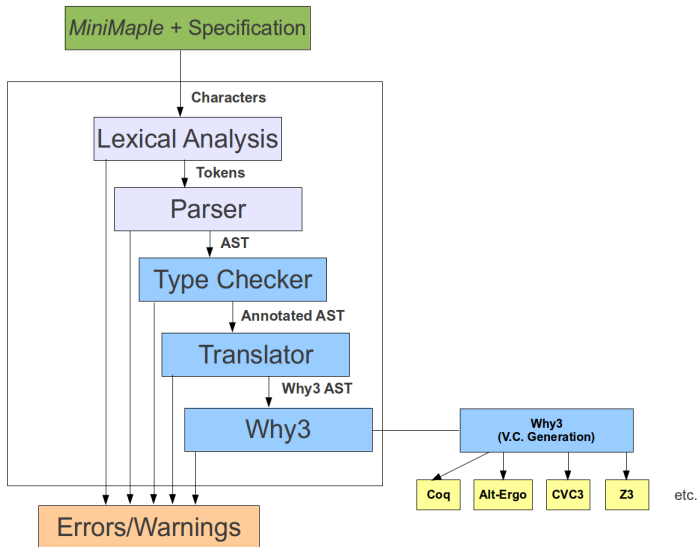 MiniMaple + Specification
Characters
Lexical Analysis
Tokens
Parser
AST
Type Checker
Annotated AST
Translator
Why3 AST
Why3
Why3
(V.C. Generation)
Coq
Alt-Ergo
CVC3
Z3
etc.
Errors/Warnings